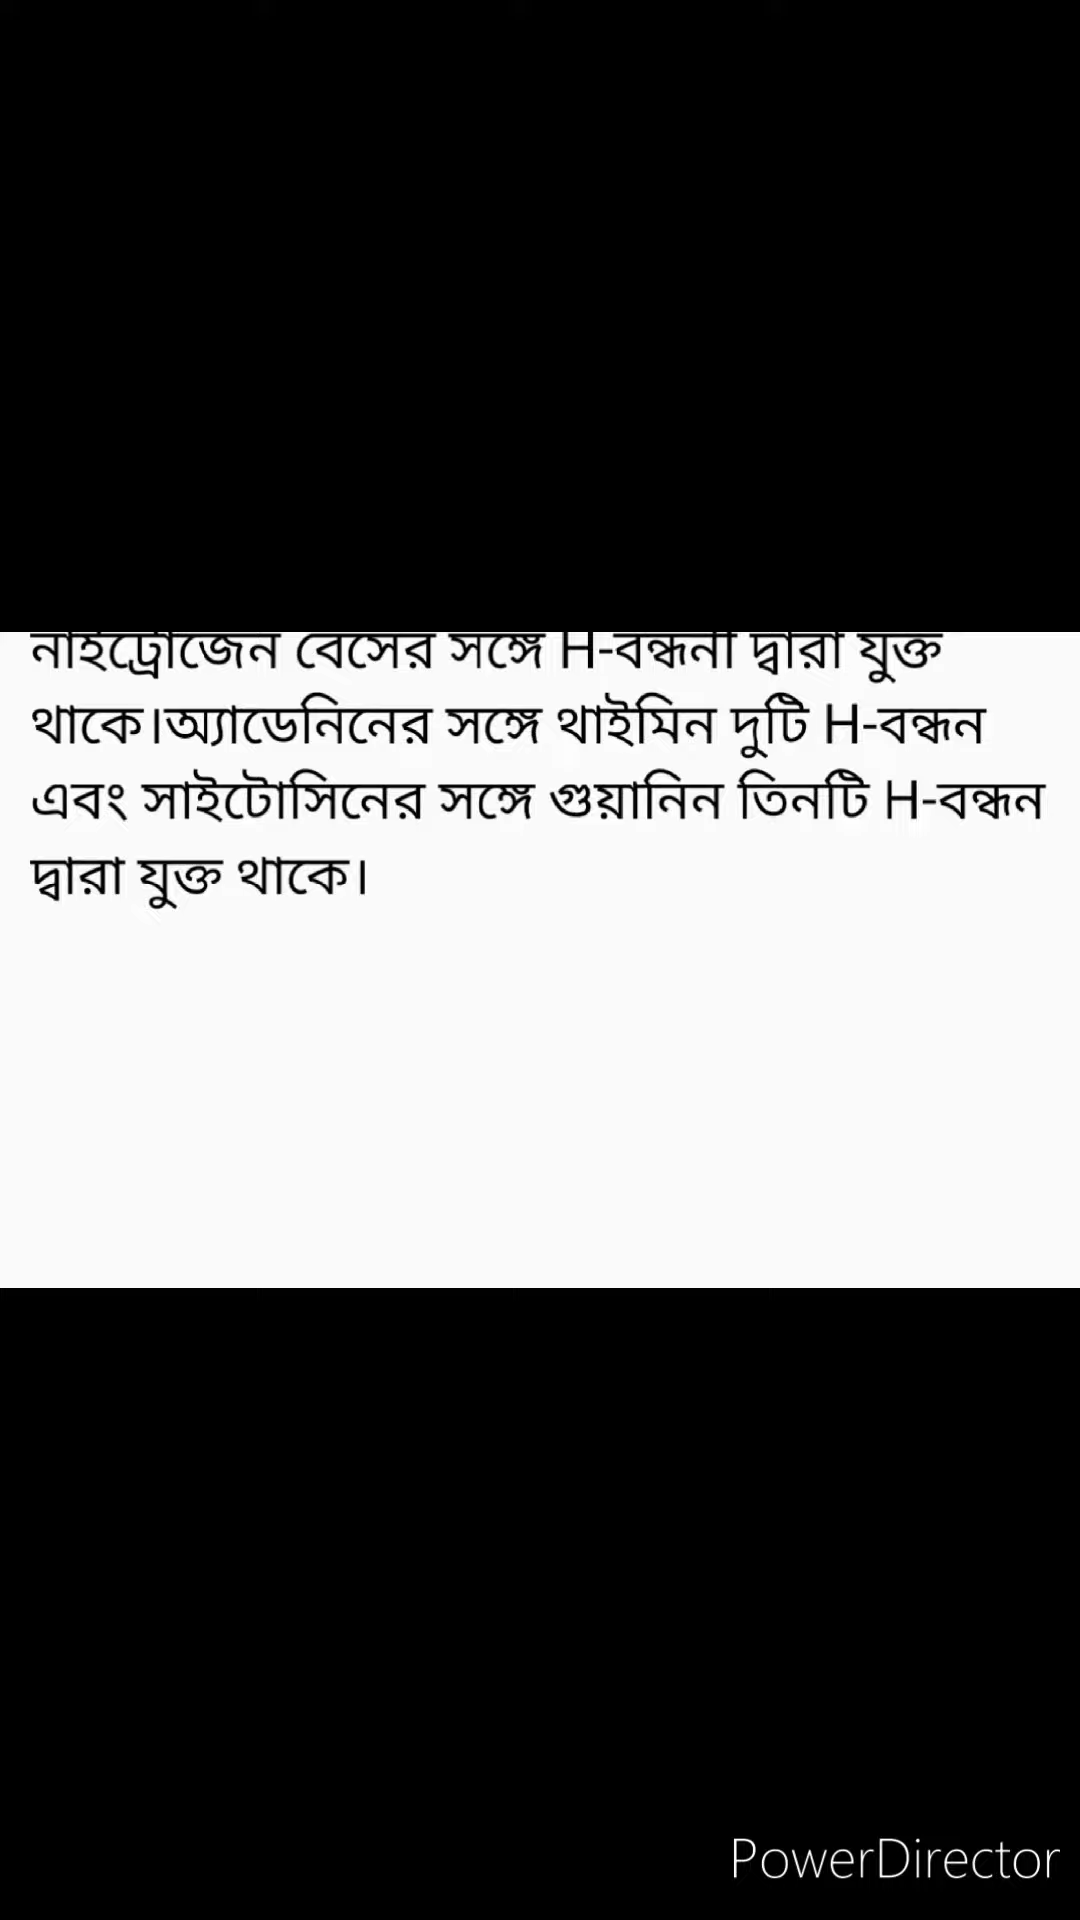 নাইট্রোজেন বেসের সঙ্গে H-বন্ধনী দ্বারা যুক্ত
থাকে।অ্যাডেনিনের সঙ্গে থাইমিন দুটি H-বন্ধন
এবং সাইটোসিনের সঙ্গে গুয়ানিন তিনটি H-বন্ধন
দ্বারা যুক্ত থাকে।
PowerDirector